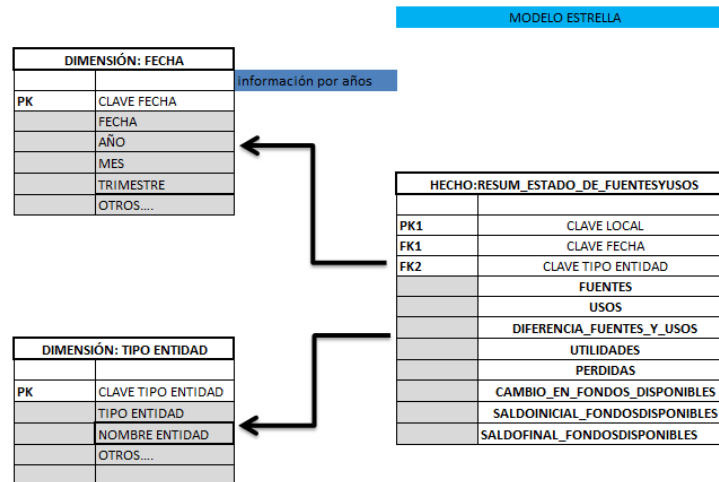 MODELO ESTRELLA
DIMENSIÓN: FECHA
información por años
PK CLAVE FECHA
FECHA
AÑO
MES
TRIMESTRE
OTROS....
HECHO:RESUM_ESTADO_DE_FUENTESYUSOS
PK1 CLAVE LOCAL
FK1 CLAVE FECHA
FK2 CLAVE TIPO ENTIDAD
FUENTES
USOS
DIFERENCIA_FUENTES_Y_USOS
UTILIDADES
PERDIDAS
CAMBIO_EN_FONDOS_DISPONIBLES
SALDOINICIAL_FONDOSDISPONIBLES
SALDOFINAL_FONDOSDISPONIBLES
DIMENSIÓN: TIPO ENTIDAD
PK CLAVE TIPO ENTIDAD
TIPO ENTIDAD
NOMBRE ENTIDAD
OTROS....